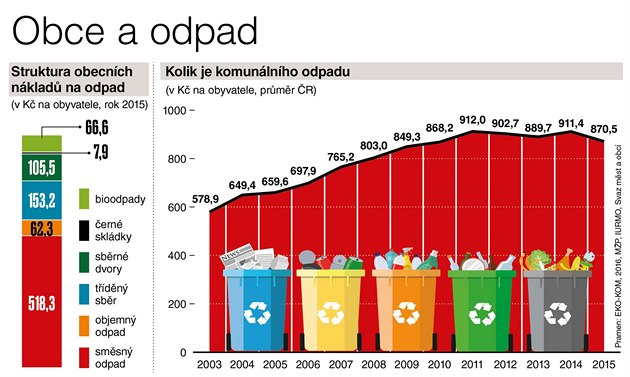 Obce a odpad
Struktura obecních
nákladů na odpad
(v Kč na obyvatele, rok 2015)
66,6
7,9
105,5
153,2
62,3
518,3
bioodpady
černé
skládky
sběrné
dvory
tříděný
sběr
objemný
odpad
směsný
odpad
Kolik je komunálního odpadu
(v Kč na obyvatele, průměr ČR)
1000
800
600
400
200
0
578,9
649,4
659,6
697,9
765,2
803,0
849,3
868,2
912,0
902,7
889,7
911,4
870,5
NEWS
2003 2004 2005 2006 2007 2008 2009 2010 2011 2012 2013 2014 2015
Pramen: EKO-KOM, 2016, MŽP, IURMO, Svaz měst a obcí